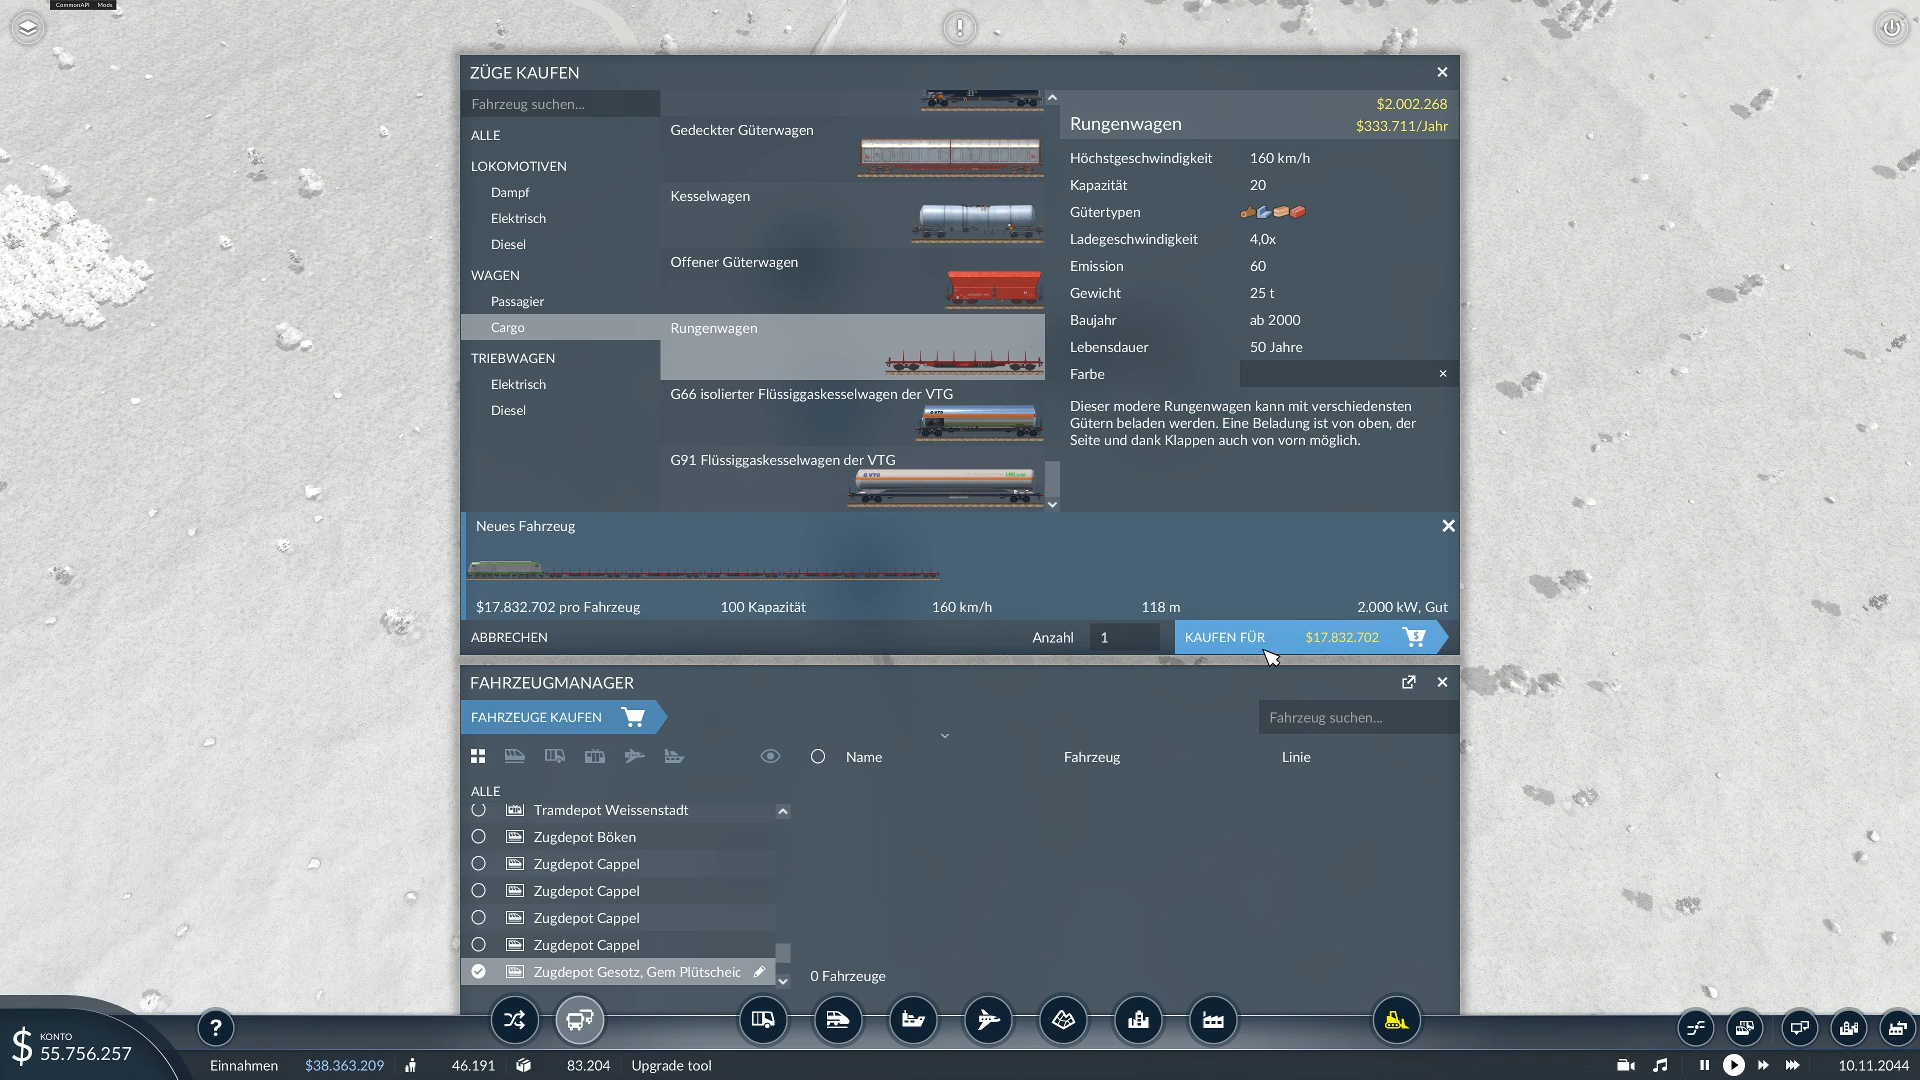 CommonAPI Mods
ZÜGE KAUFEN
Fahrzeug suchen...
ALLE
LOKOMOTIVEN
Dampf
Elektrisch
Diesel
WAGEN
Passagier
Cargo
TRIEBWAGEN
Elektrisch
Diesel
Gedeckter Güterwagen
Kesselwagen
Offener Güterwagen
Rungenwagen
G66 isolierter Flüssiggaskesselwagen der VTG
G91 Flüssiggaskesselwagen der VTG
$2.002.268
Rungenwagen
$333.711/Jahr
Höchstgeschwindigkeit 160 km/h
Kapazität 20
Gütertypen
Ladegeschwindigkeit 4,0x
Emission 60
Gewicht 25 t
Baujahr ab 2000
Lebensdauer 50 Jahre
Farbe
Dieser modere Rungenwagen kann mit verschiedensten
Gütern beladen werden. Eine Beladung ist von oben, der
Seite und dank Klappen auch von vorn möglich.
Neues Fahrzeug
$17.832.702 pro Fahrzeug 100 Kapazität 160 km/h 118 m 2.000 kW, Gut
ABBRECHEN Anzahl 1 KAUFEN FÜR $17.832.702
FAHRZEUGMANAGER
FAHRZEUGE KAUFEN
Fahrzeug suchen...
Name Fahrzeug Linie
ALLE
Tramdepot Weissenstadt
Zugdepot Böken
Zugdepot Cappel
Zugdepot Cappel
Zugdepot Cappel
Zugdepot Cappel
Zugdepot Gesotz, Gem Plütscheic
0 Fahrzeuge
?
$ KONTO
55.756.257
Einnahmen $38.363.209 46.191 83.204 Upgrade tool 10.11.2044